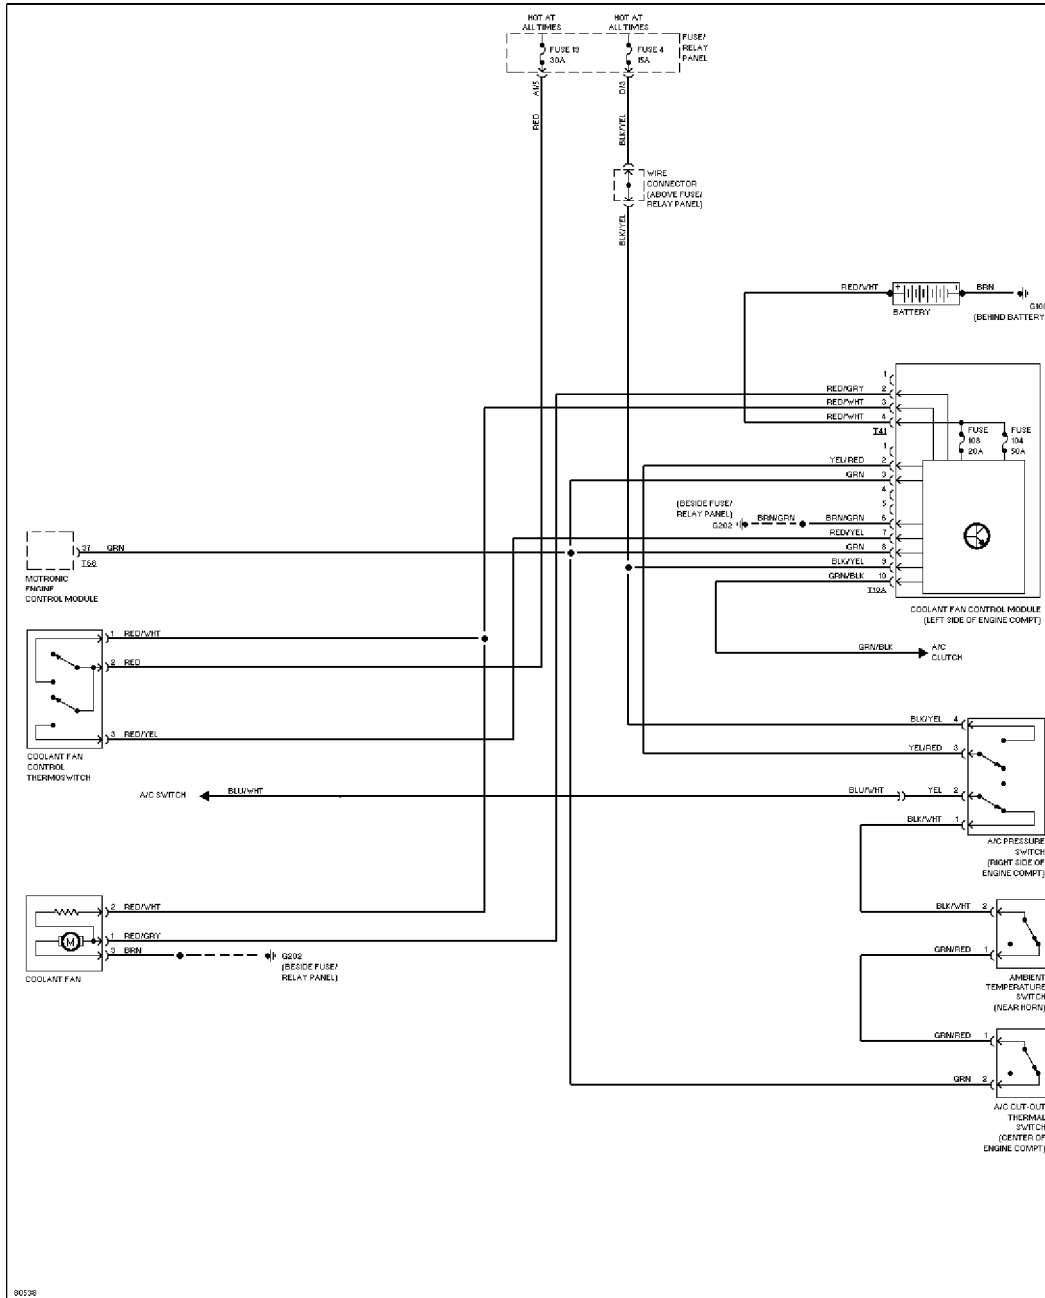 HOT AT
ALL TIMES
HOT AT
ALL TIMES
FUSE 19
30A
FUSE 4
15A
FUSE/
RELAY
PANEL
A1/5
D/3
RED
BLK/YEL
WIRE
CONNECTOR
(ABOVE FUSE/
RELAY PANEL)
BLK/YEL
RED/WHT
+
BATTERY
BRN
(BEHIND BATTERY
1
RED/GRY 2
RED/WHT 3
RED/WHT 4
T41
FUSE
108
20A
FUSE
104
50A
1
YEL/RED 2
GRN 3
4
5
(BESIDE FUSE/
RELAY PANEL)
G202
BRN/GRN
BRN/GRN 6
RED/YEL 7
GRN 8
BLK/YEL 9
GRN/BLK 10
T10A
COOLANT FAN CONTROL MODULE
(LEFT SIDE OF ENGINE COMPT)
37 GRN
T68
MOTRONIC
ENGINE
CONTROL MODULE
GRN/BLK
A/C
CLUTCH
1 RED/WHT
2 RED
3 RED/YEL
COOLANT FAN
CONTROL
THERMOSWITCH
BLK/YEL 4
YEL/RED 3
A/C SWITCH
BLU/WHT
BLU/WHT
YEL 2
BLK/WHT 1
A/C PRESSURE
SWITCH
(RIGHT SIDE OF
ENGINE COMPT)
2 RED/WHT
M
1 RED/GRY
3 BRN
G202
(BESIDE FUSE/
RELAY PANEL)
COOLANT FAN
BLK/WHT 2
GRN/RED 1
AMBIENT
TEMPERATURE
SWITCH
(NEAR HORN)
GRN/RED 1
GRN 2
A/C CUT-OUT
THERMAL
SWITCH
(CENTER OF
ENGINE COMPT)
80538